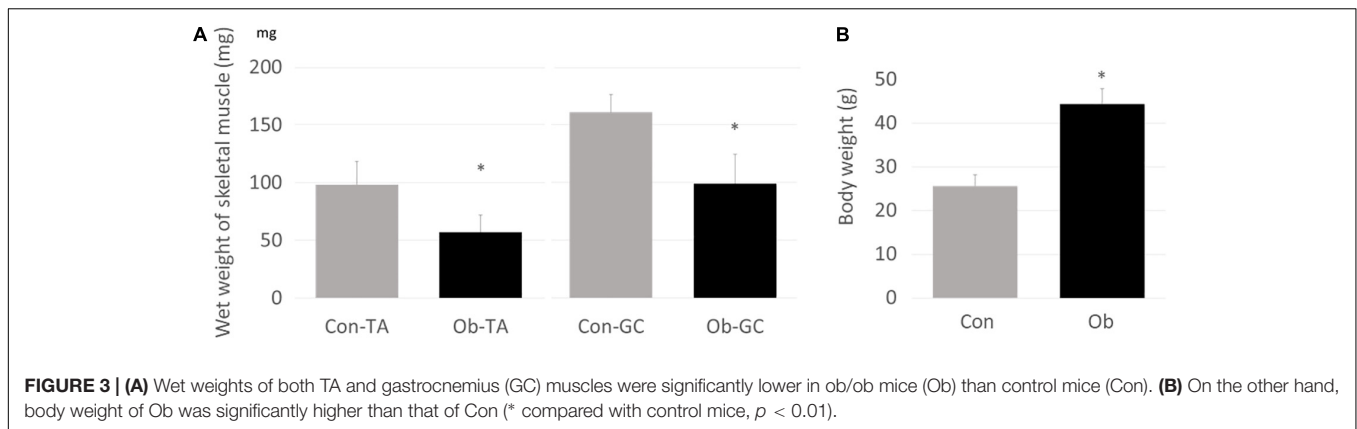 A
mg
Wet weight of skeletal muscle (mg)
200
150
100
50
0
*
*
Con-TA
Ob-TA
Con-GC
Ob-GC
B
Body weight (g)
50
40
30
20
10
0
*
Con
Ob
FIGURE 3 | (A) Wet weights of both TA and gastrocnemius (GC) muscles were significantly lower in ob/ob mice (Ob) than control mice (Con). (B) On the other hand,
body weight of Ob was significantly higher than that of Con (* compared with control mice, p < 0.01).